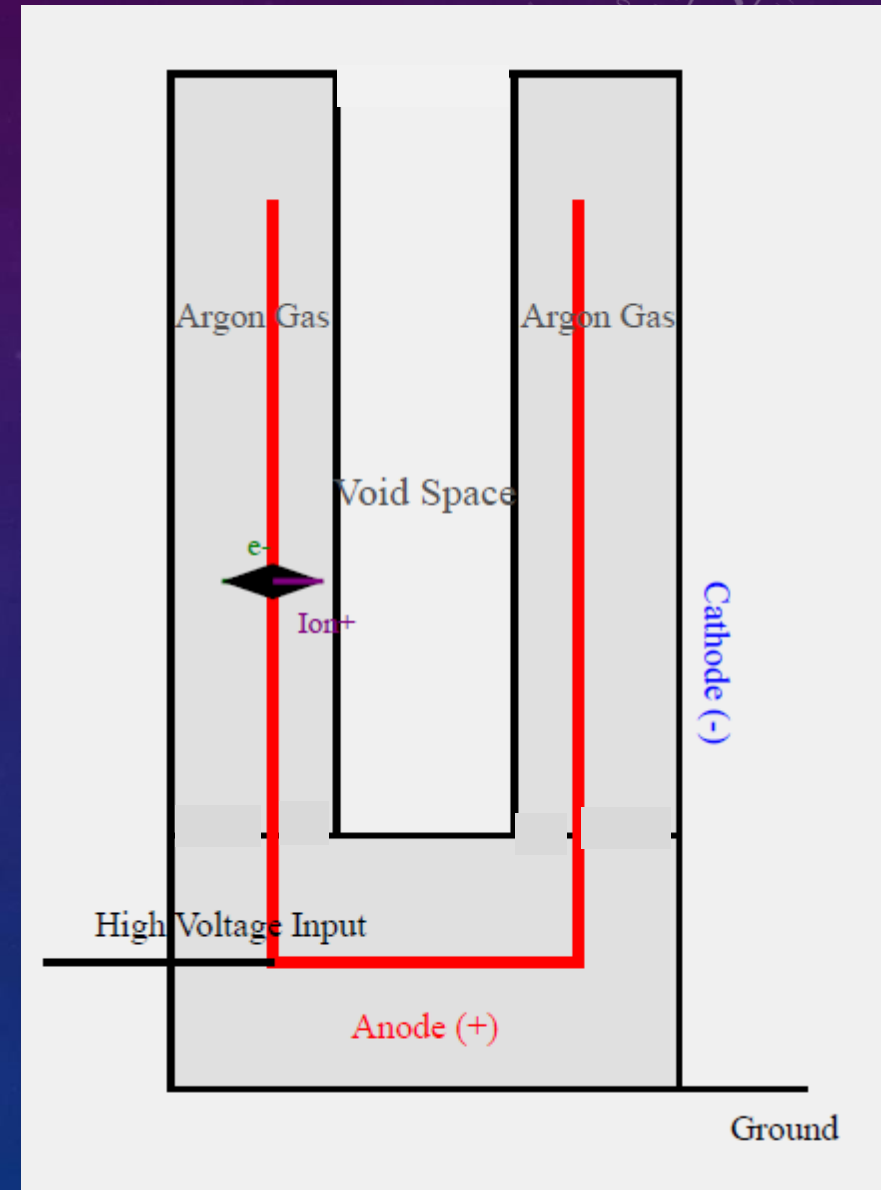 Argon Gas
Argon Gas
Void Space
e-
Ion+
Cathode (-)
High Voltage Input
Anode (+)
Ground